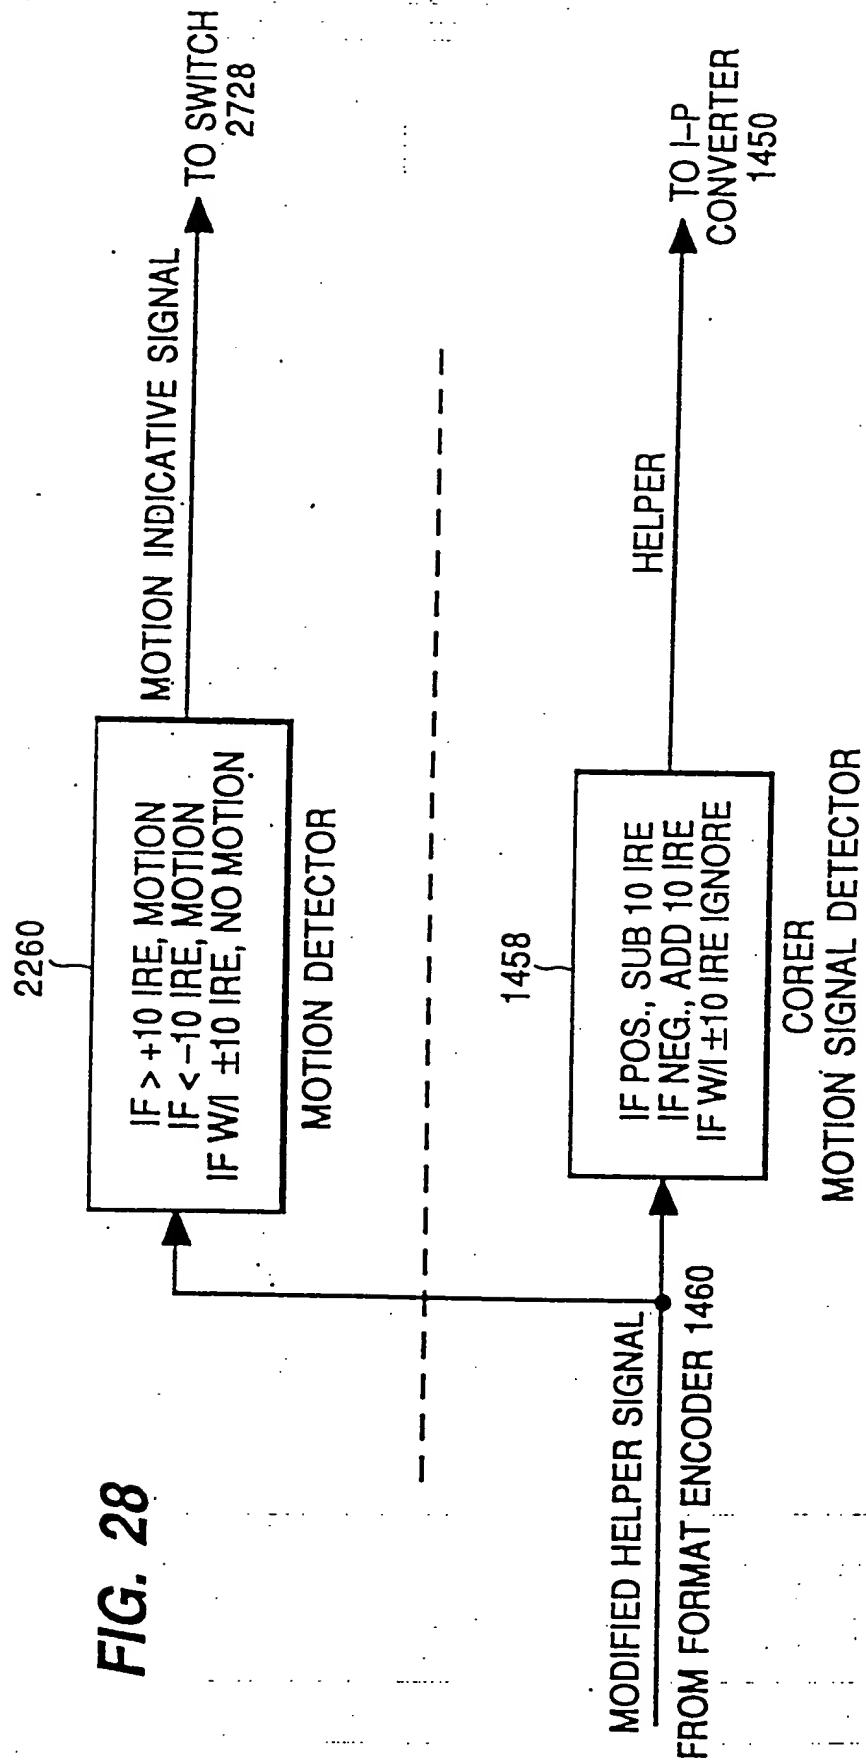 FIG. 28
2260
IF > +10 IRE, MOTION
IF < −10 IRE, MOTION
IF W/I ±10 IRE, NO MOTION
MOTION DETECTOR
MOTION INDICATIVE SIGNAL
TO SWITCH
2728
MODIFIED HELPER SIGNAL
FROM FORMAT ENCODER 1460
1458
IF POS., SUB 10 IRE
IF NEG., ADD 10 IRE
IF W/I ±10 IRE IGNORE
CORER
MOTION SIGNAL DETECTOR
HELPER
TO I–P
CONVERTER
1450